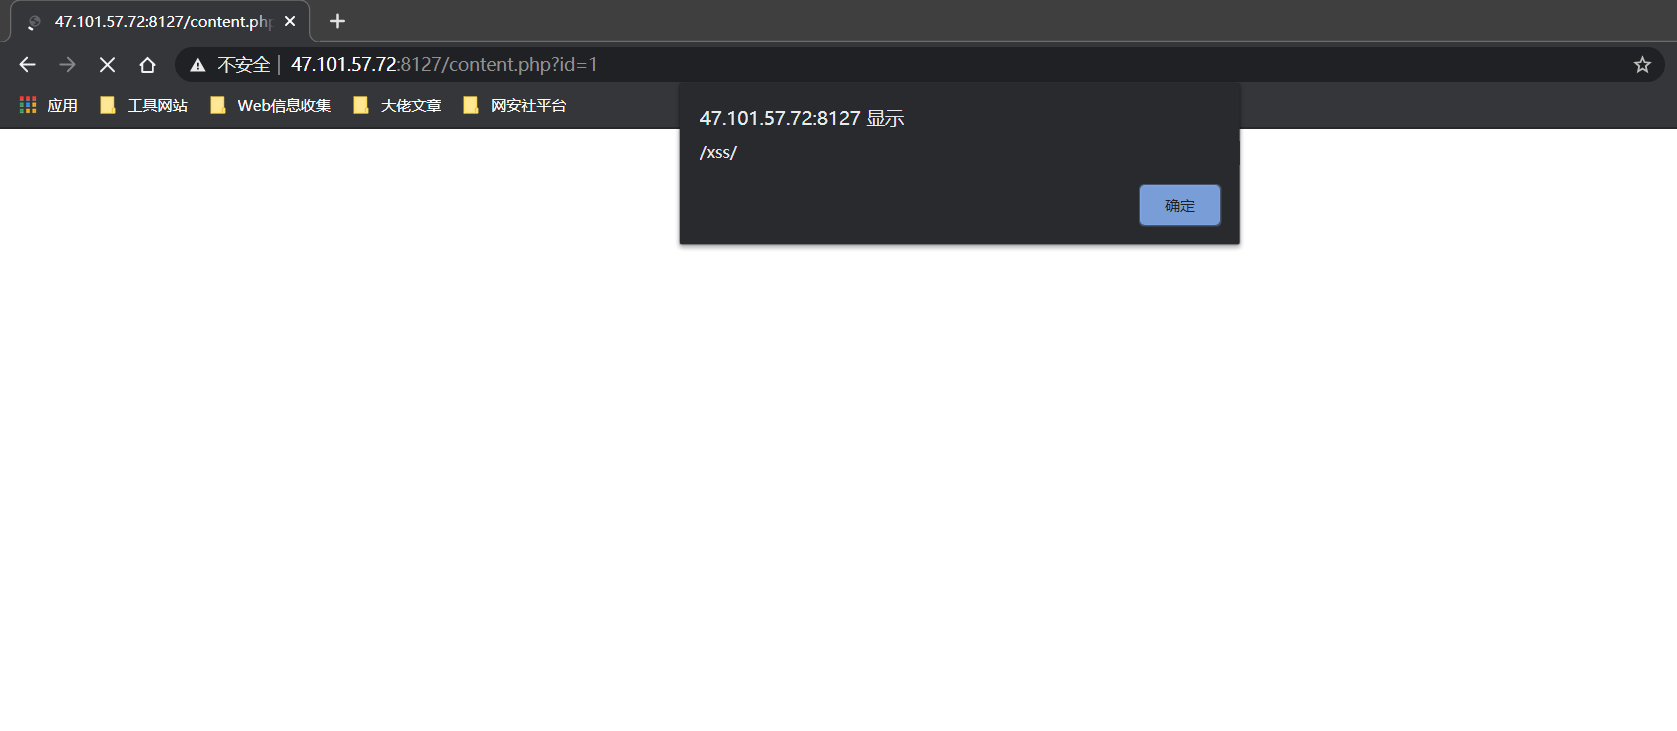 47.101.57.72:8127/content.php
不安全 | 47.101.57.72:8127/content.php?id=1
应用 工具网站 Web信息收集 大佬文章 网安社平台
47.101.57.72:8127 显示
/xss/
确定